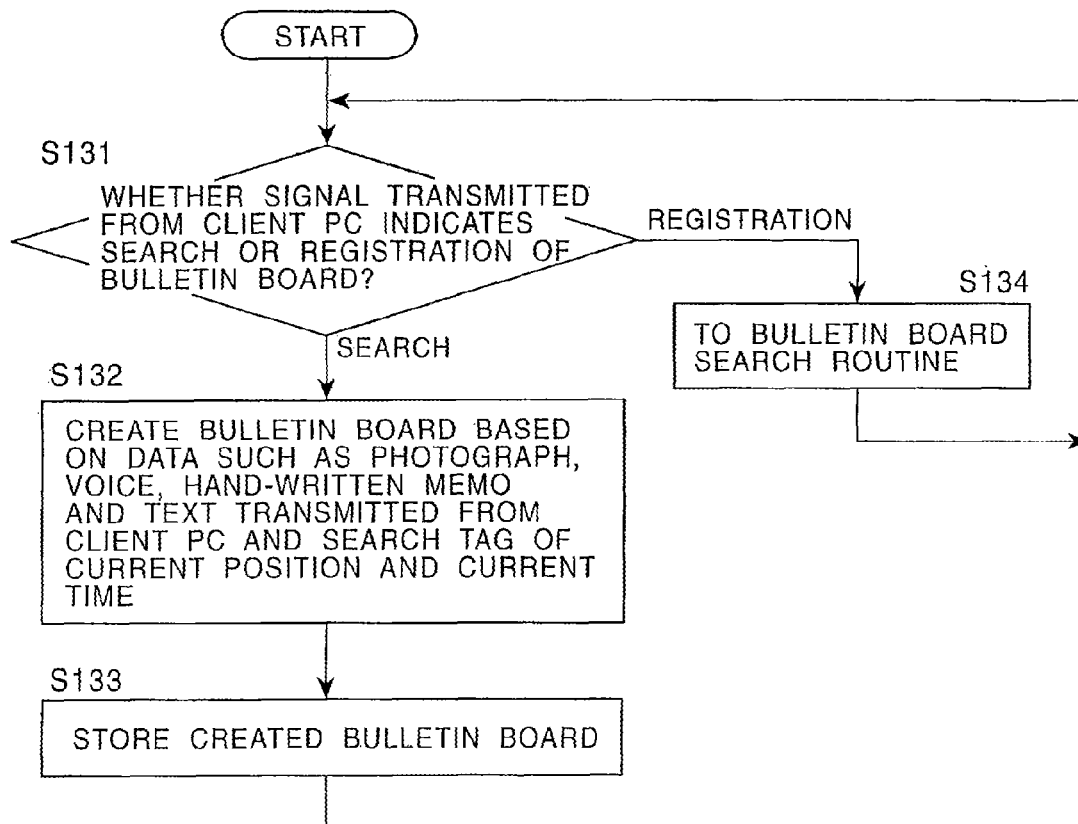 START
S131
WHETHER SIGNAL TRANSMITTED
FROM CLIENT PC INDICATES
SEARCH OR REGISTRATION OF
BULLETIN BOARD?
REGISTRATION
S134
TO BULLETIN BOARD
SEARCH ROUTINE
SEARCH
S132
CREATE BULLETIN BOARD BASED
ON DATA SUCH AS PHOTOGRAPH,
VOICE, HAND-WRITTEN MEMO
AND TEXT TRANSMITTED FROM
CLIENT PC AND SEARCH TAG OF
CURRENT POSITION AND CURRENT
TIME
S133
STORE CREATED BULLETIN BOARD